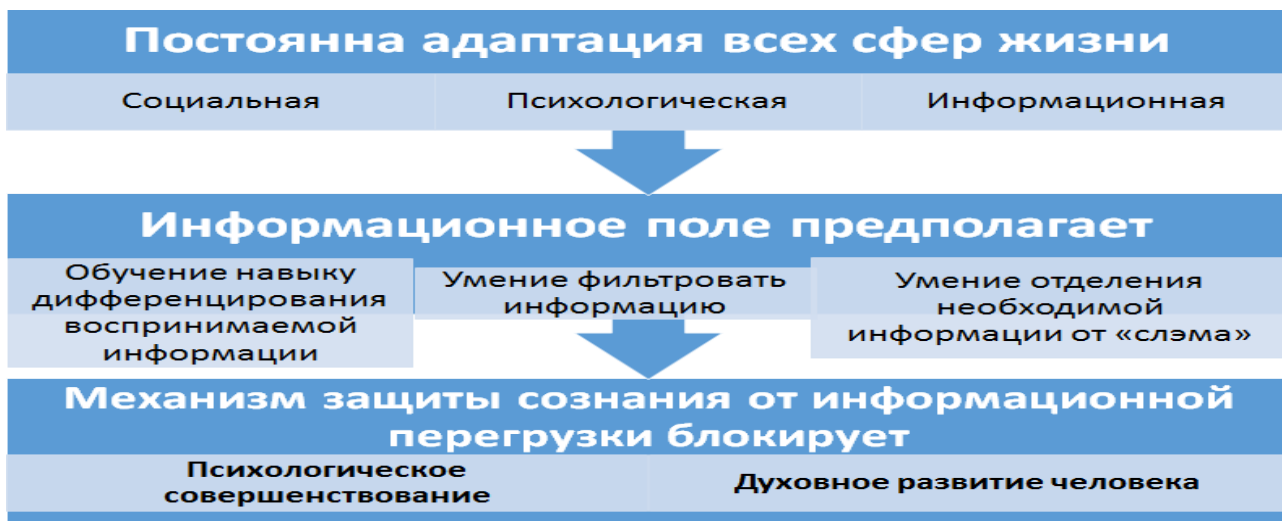 Постоянна адаптация всех сфер жизни
Социальная
Психологическая
Информационная
Информационное поле предполагает
Обучение навыку
дифференцирования
воспринимаемой
информации
Умение фильтровать
информацию
Умение отделения
необходимой
информации от «слэма»
Механизм защиты сознания от информационной
перегрузки блокирует
Психологическое
совершенствование
Духовное развитие человека